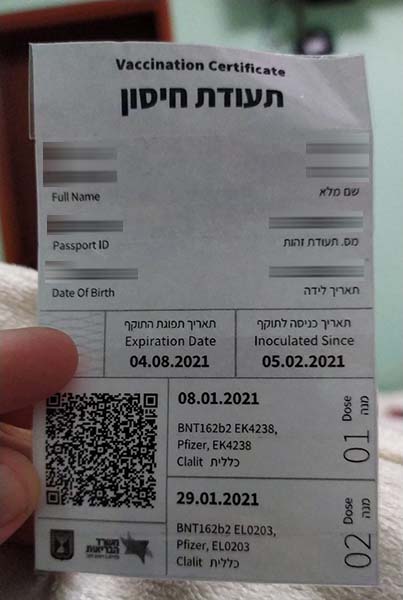 Vaccination Certificate
תעודת חיסון
Full Name שם מלא
Passport ID מס. תעודת זהות
Date Of Birth תאריך לידה
תאריך תפוגת התוקף תאריך כניסה לתוקף
Expiration Date Inoculated Since
04.08.2021 05.02.2021
08.01.2021
BNT162b2 EK4238,
Pfizer, EK4238
Clalit כללית
Dose מנה
01
29.01.2021
BNT162b2 EL0203,
Pfizer, EL0203
Clalit כללית
Dose מנה
02
משרד
הבריאות